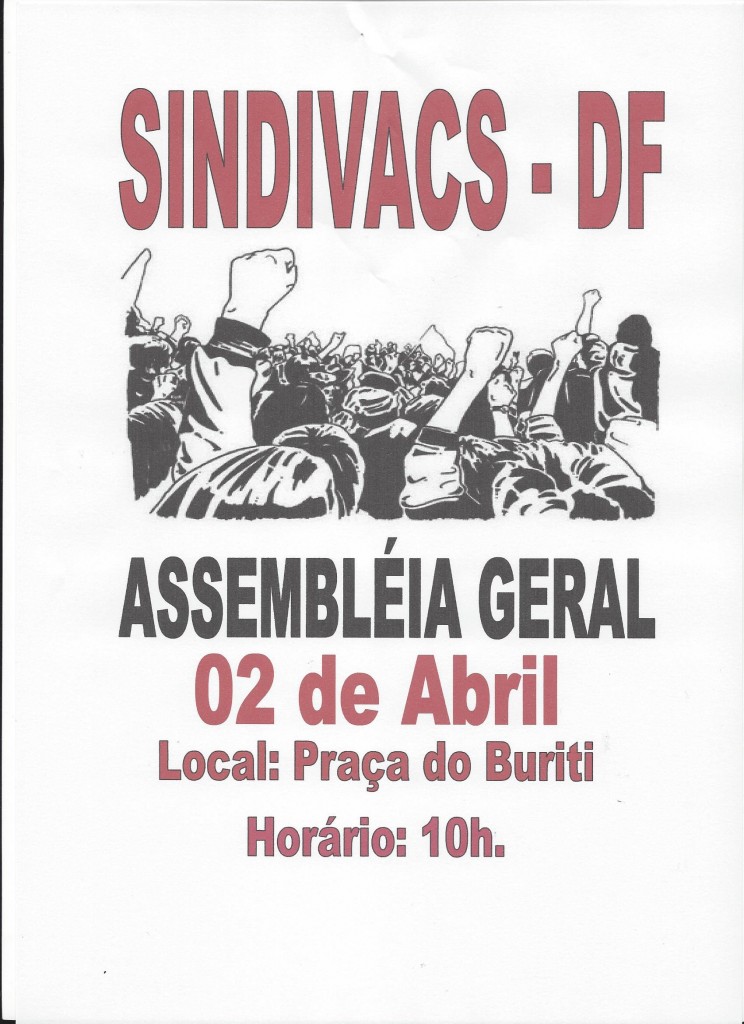 SINDIVACS - DF
ASSEMBLÉIA GERAL
02 de Abril
Local: Praça do Buriti
Horário: 10h.